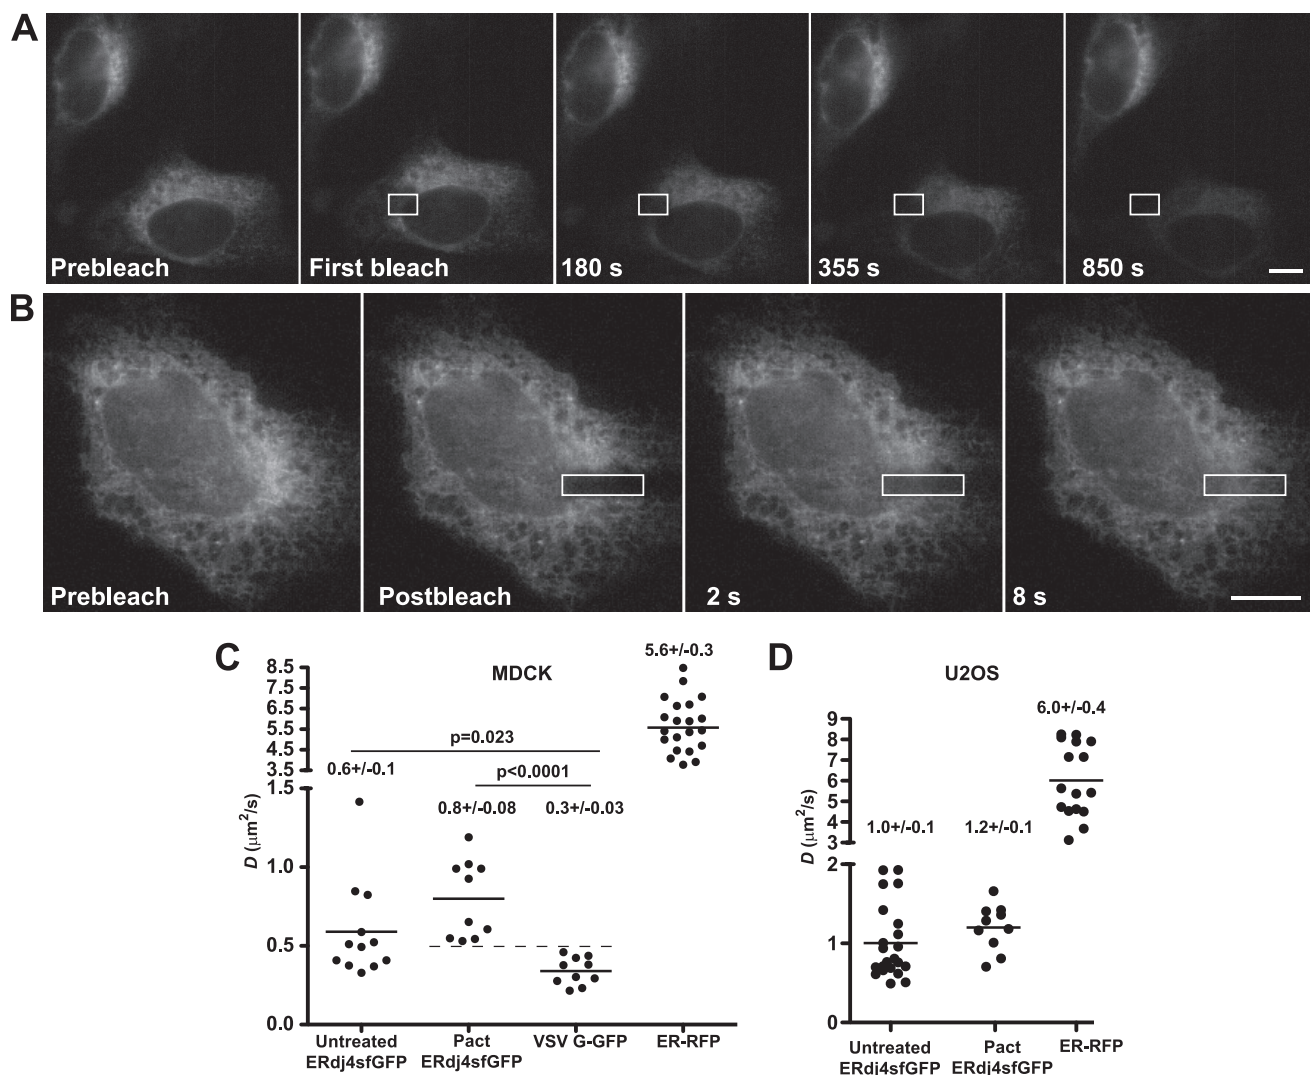 A
Prebleach
First bleach
180 s
355 s
850 s
B
Prebleach
Postbleach
2 s
8 s
C
MDCK
5.6+/-0.3
8.5
7.5
6.5
5.5
4.5
3.5
p=0.023
0.6+/-0.1
p<0.0001
0.8+/-0.08
0.3+/-0.03
1.5
1.0
0.5
0.0
D (μm²/s)
Untreated
ERdj4sfGFP
Pact
ERdj4sfGFP
VSV G-GFP
ER-RFP
D
U2OS
6.0+/-0.4
9
8
7
6
5
4
3
1.0+/-0.1
1.2+/-0.1
2
1
0
D (μm²/s)
Untreated
ERdj4sfGFP
Pact
ERdj4sfGFP
ER-RFP